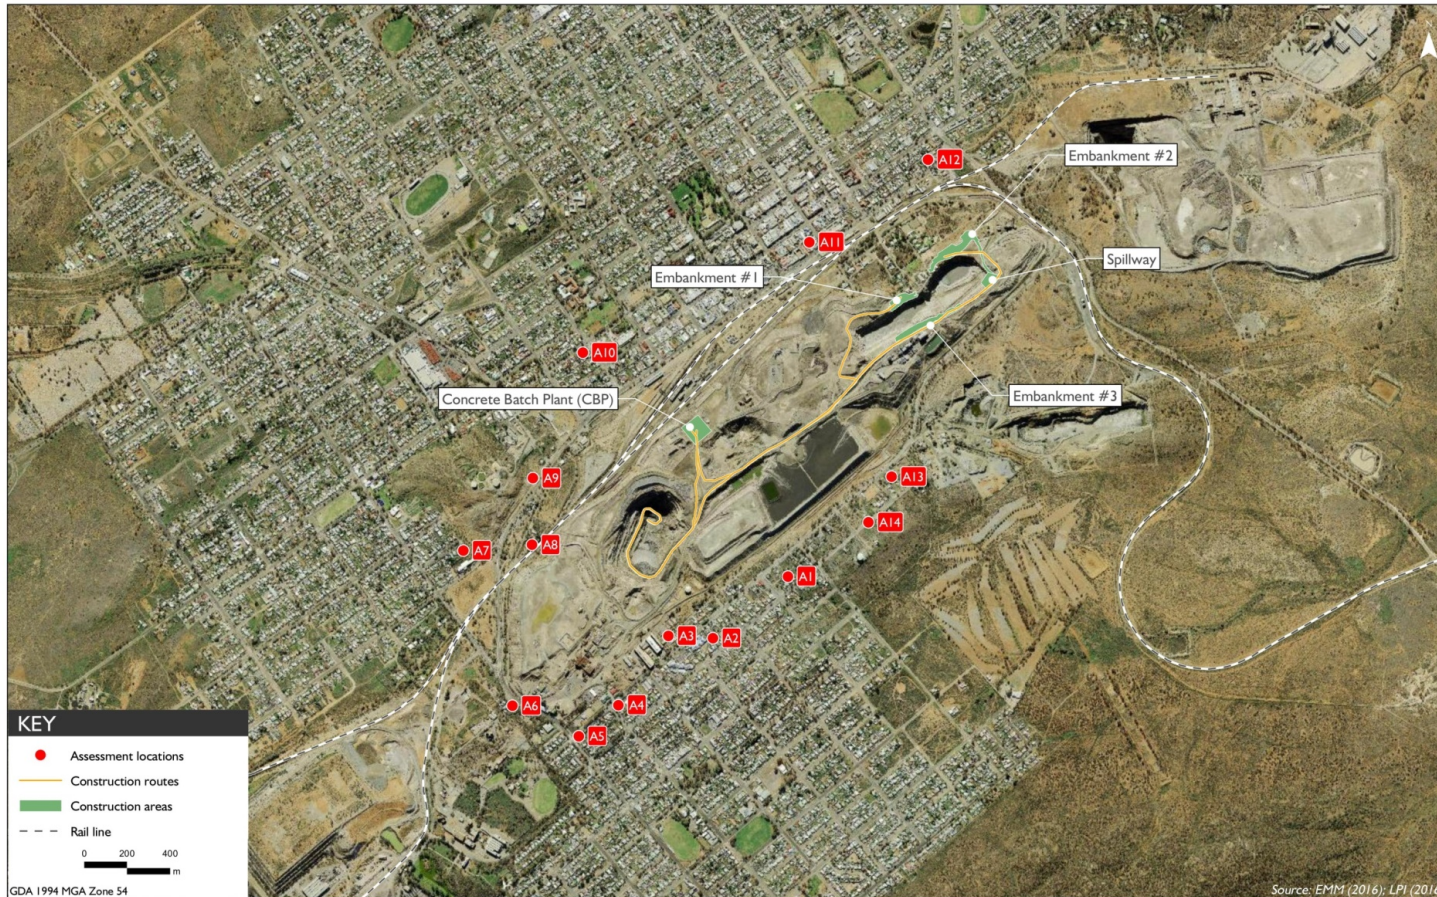 A12
Embankment #2
A11
Spillway
Embankment #1
A10
Embankment #3
Concrete Batch Plant (CBP)
A9
A13
A14
A8
A7
A1
A3
A2
A6
A4
A5
KEY
Assessment locations
Construction routes
Construction areas
Rail line
0 200 400
m
GDA 1994 MGA Zone 54
Source: EMM (2016); LPI (2016